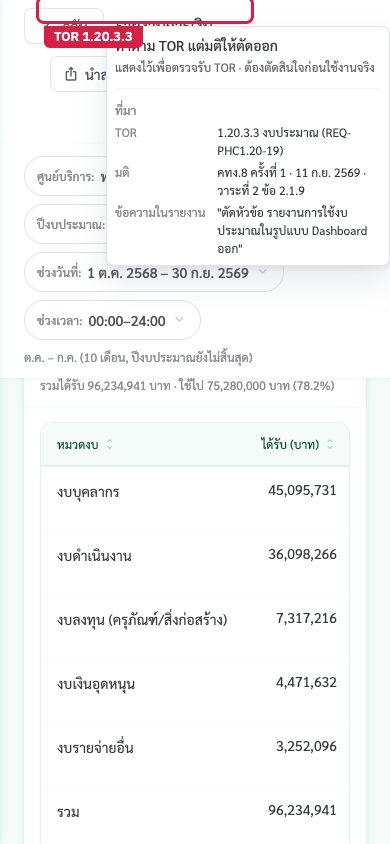 TOR 1.20.3.3
ทำตาม TOR แต่มติให้ตัดออก
แสดงไว้เพื่อตรวจรับ TOR · ต้องตัดสินใจก่อนใช้งานจริง
ที่มา
TOR 1.20.3.3 งบประมาณ (REQ-
PHC1.20-19)
มติ คทง.8 ครั้งที่ 1 · 11 ก.ย. 2569 ·
วาระที่ 2 ข้อ 2.1.9
ข้อความในรายงาน "ตัดหัวข้อ รายงานการใช้งบ
ประมาณในรูปแบบ Dashboard
ออก"
ศูนย์บริการ:
ปีงบประมาณ:
ช่วงวันที่: 1 ต.ค. 2568 – 30 ก.ย. 2569
ช่วงเวลา: 00:00–24:00
ต.ค. – ก.ค. (10 เดือน, ปีงบประมาณยังไม่สิ้นสุด)
รวมได้รับ 96,234,941 บาท · ใช้ไป 75,280,000 บาท (78.2%)
หมวดงบ ได้รับ (บาท)
งบบุคลากร 45,095,731
งบดำเนินงาน 36,098,266
งบลงทุน (ครุภัณฑ์/สิ่งก่อสร้าง) 7,317,216
งบเงินอุดหนุน 4,471,632
งบรายจ่ายอื่น 3,252,096
รวม 96,234,941